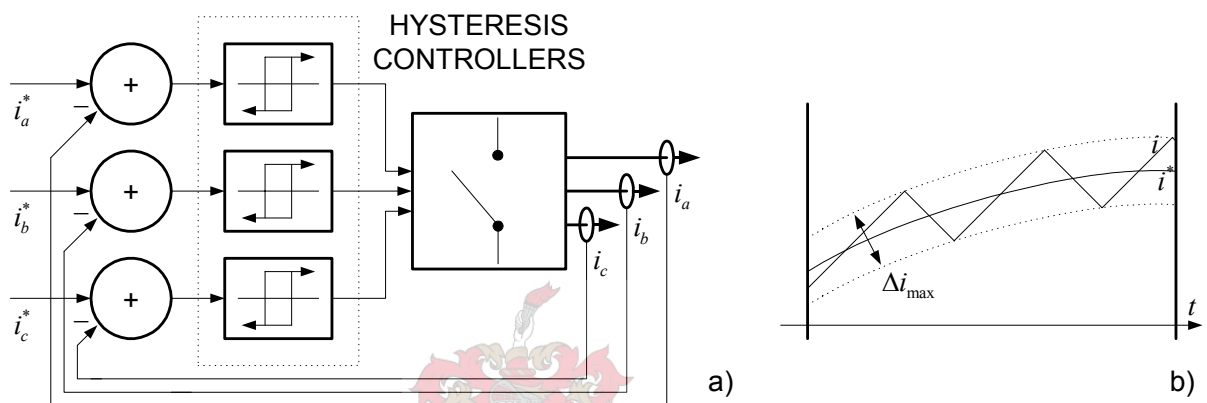 HYSTERESIS
CONTROLLERS
+
−
i*a
+
−
i*b
+
−
i*c
ia
ib
ic
a)
i
i*
Δimax
t
b)